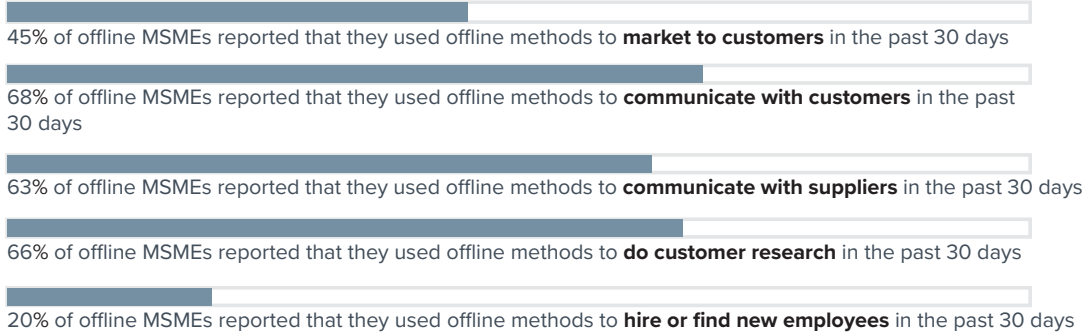 45% of offline MSMEs reported that they used offline methods to market to customers in the past 30 days
68% of offline MSMEs reported that they used offline methods to communicate with customers in the past
30 days
63% of offline MSMEs reported that they used offline methods to communicate with suppliers in the past 30 days
66% of offline MSMEs reported that they used offline methods to do customer research in the past 30 days
20% of offline MSMEs reported that they used offline methods to hire or find new employees in the past 30 days